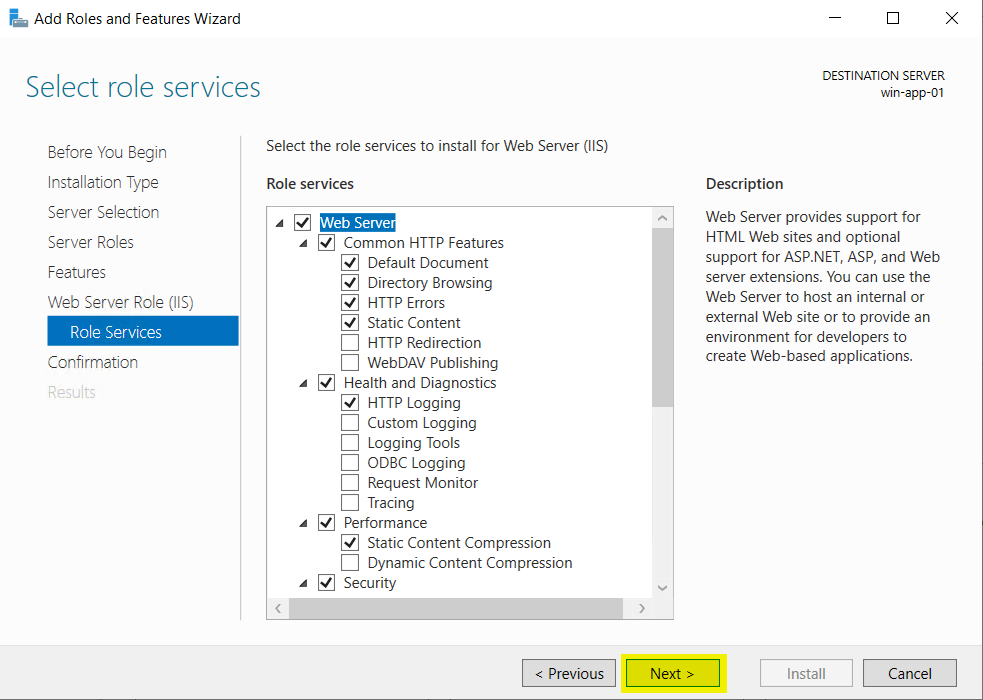 Add Roles and Features Wizard
Select role services
DESTINATION SERVER
win-app-01
Before You Begin
Installation Type
Server Selection
Server Roles
Features
Web Server Role (IIS)
Role Services
Confirmation
Results
Select the role services to install for Web Server (IIS)
Role services
Web Server
Common HTTP Features
Default Document
Directory Browsing
HTTP Errors
Static Content
HTTP Redirection
WebDAV Publishing
Health and Diagnostics
HTTP Logging
Custom Logging
Logging Tools
ODBC Logging
Request Monitor
Tracing
Performance
Static Content Compression
Dynamic Content Compression
Security
Description
Web Server provides support for
HTML Web sites and optional
support for ASP.NET, ASP, and Web
server extensions. You can use the
Web Server to host an internal or
external Web site or to provide an
environment for developers to
create Web-based applications.
< Previous
Next >
Install
Cancel